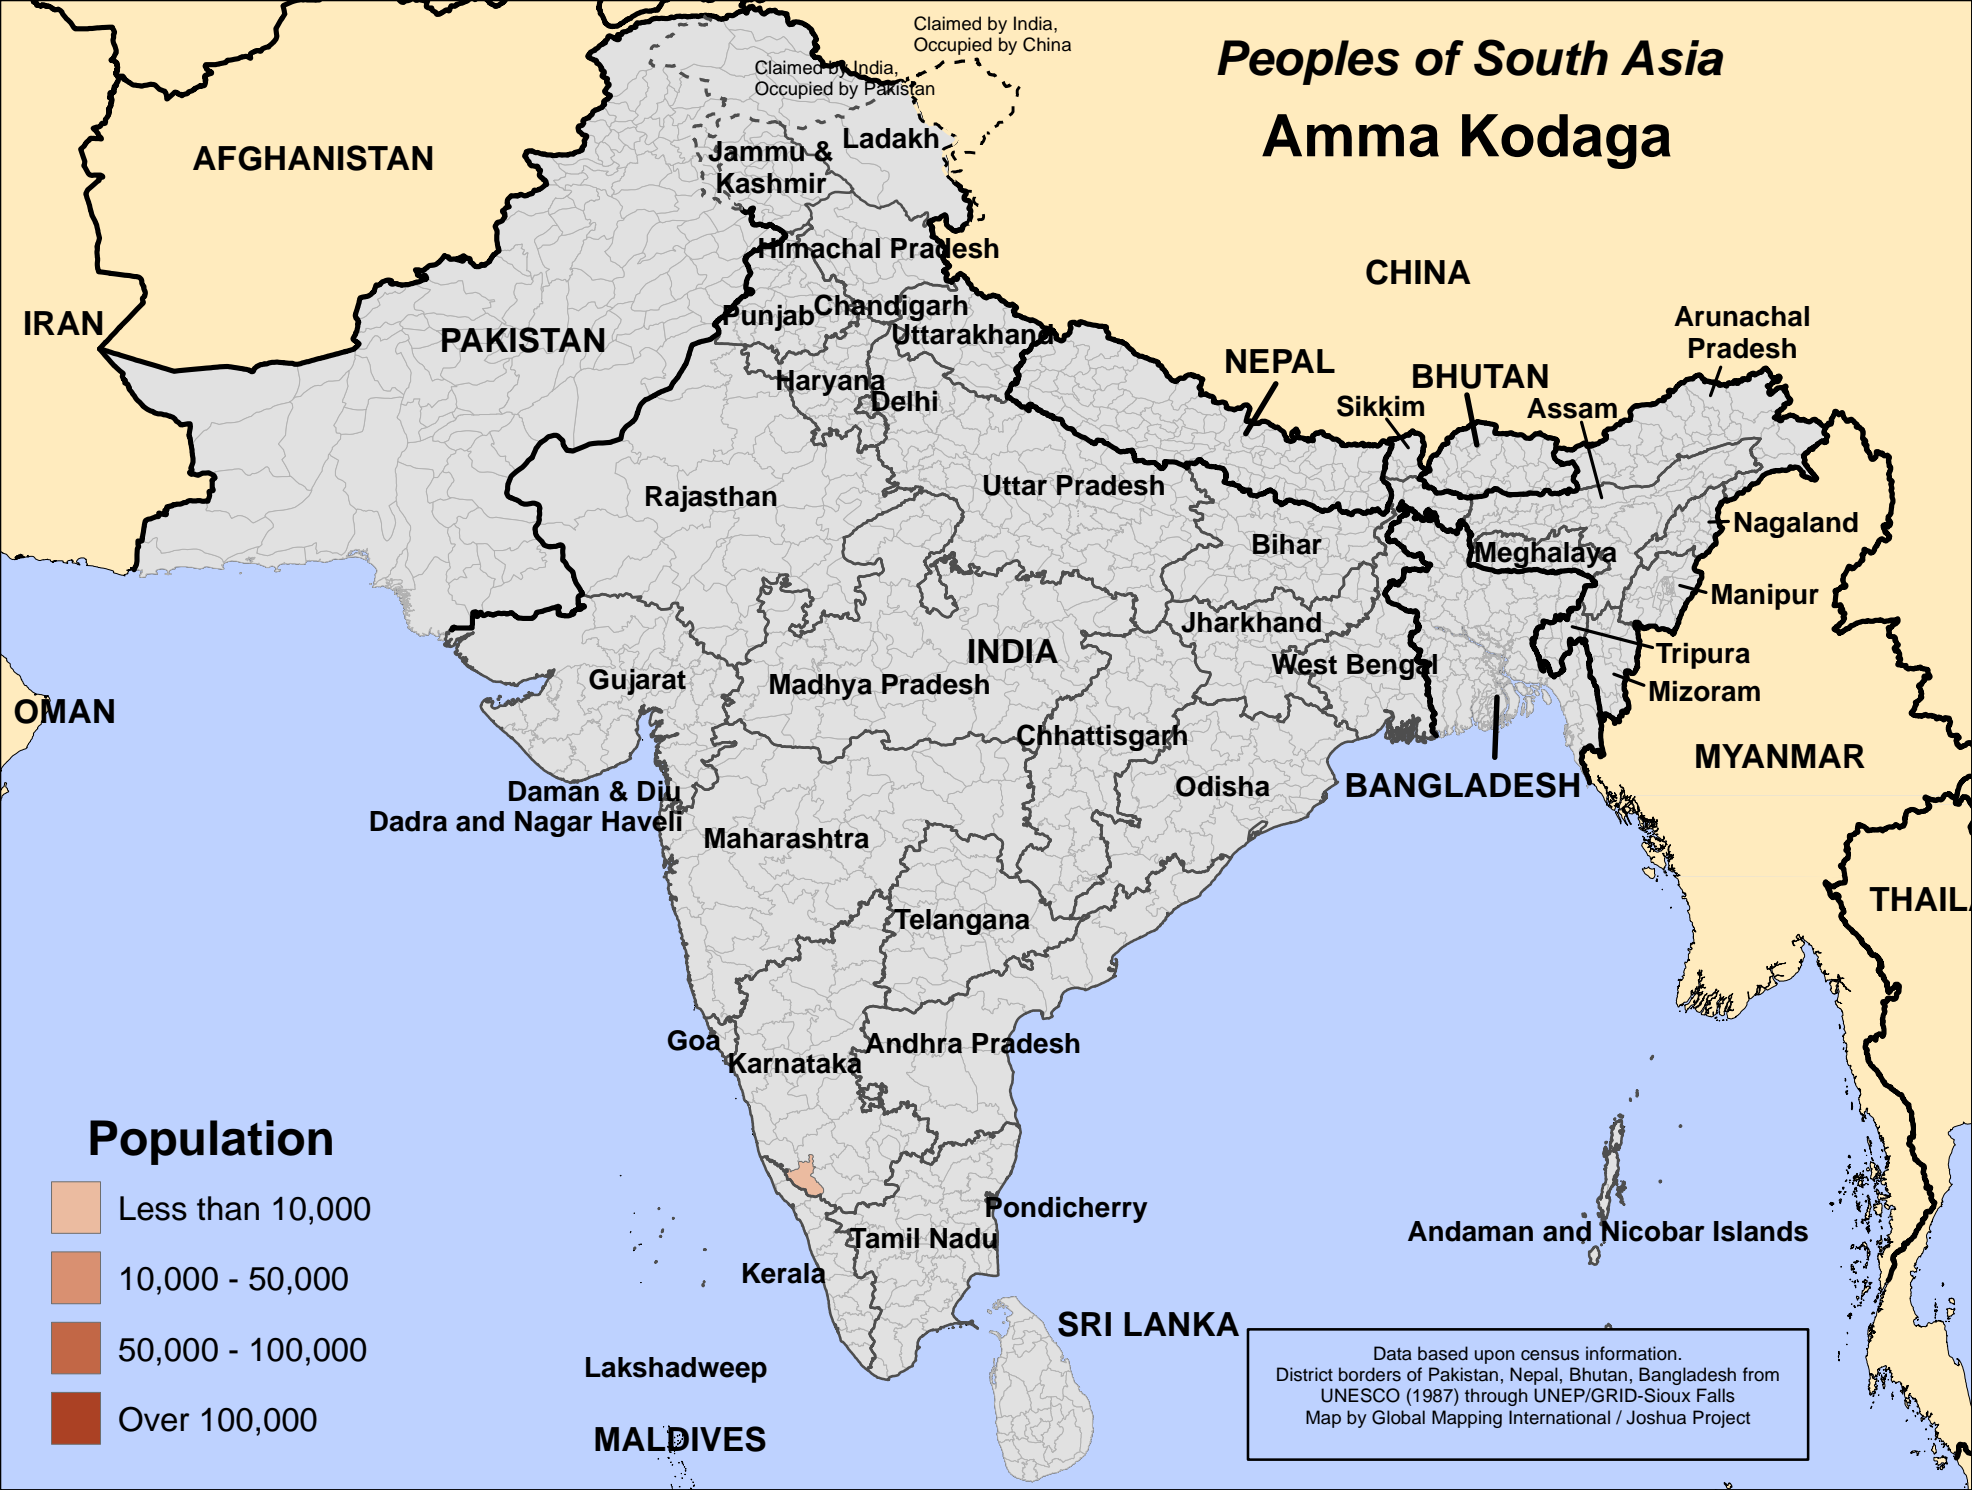 Claimed by India,
Occupied by China
Peoples of South Asia
Amma Kodaga
Claimed by India,
Occupied by Pakistan
AFGHANISTAN
Jammu &
Kashmir
Ladakh
Himachal Pradesh
CHINA
IRAN
PAKISTAN
Punjab
Chandigarh
Uttarakhand
Arunachal
Pradesh
NEPAL
BHUTAN
Haryana
Delhi
Sikkim
Assam
Rajasthan
Uttar Pradesh
Nagaland
Bihar
Meghalaya
Manipur
Jharkhand
INDIA
Tripura
West Bengal
Gujarat
Madhya Pradesh
Mizoram
OMAN
Chhattisgarh
MYANMAR
Odisha
BANGLADESH
Daman & Diu
Dadra and Nagar Haveli
Maharashtra
THAILA
Telangana
Goa
Karnataka
Andhra Pradesh
Population
Less than 10,000
10,000 - 50,000
50,000 - 100,000
Over 100,000
Pondicherry
Tamil Nadu
Andaman and Nicobar Islands
Kerala
SRI LANKA
Lakshadweep
MALDIVES
Data based upon census information.
District borders of Pakistan, Nepal, Bhutan, Bangladesh from
UNESCO (1987) through UNEP/GRID-Sioux Falls
Map by Global Mapping International / Joshua Project